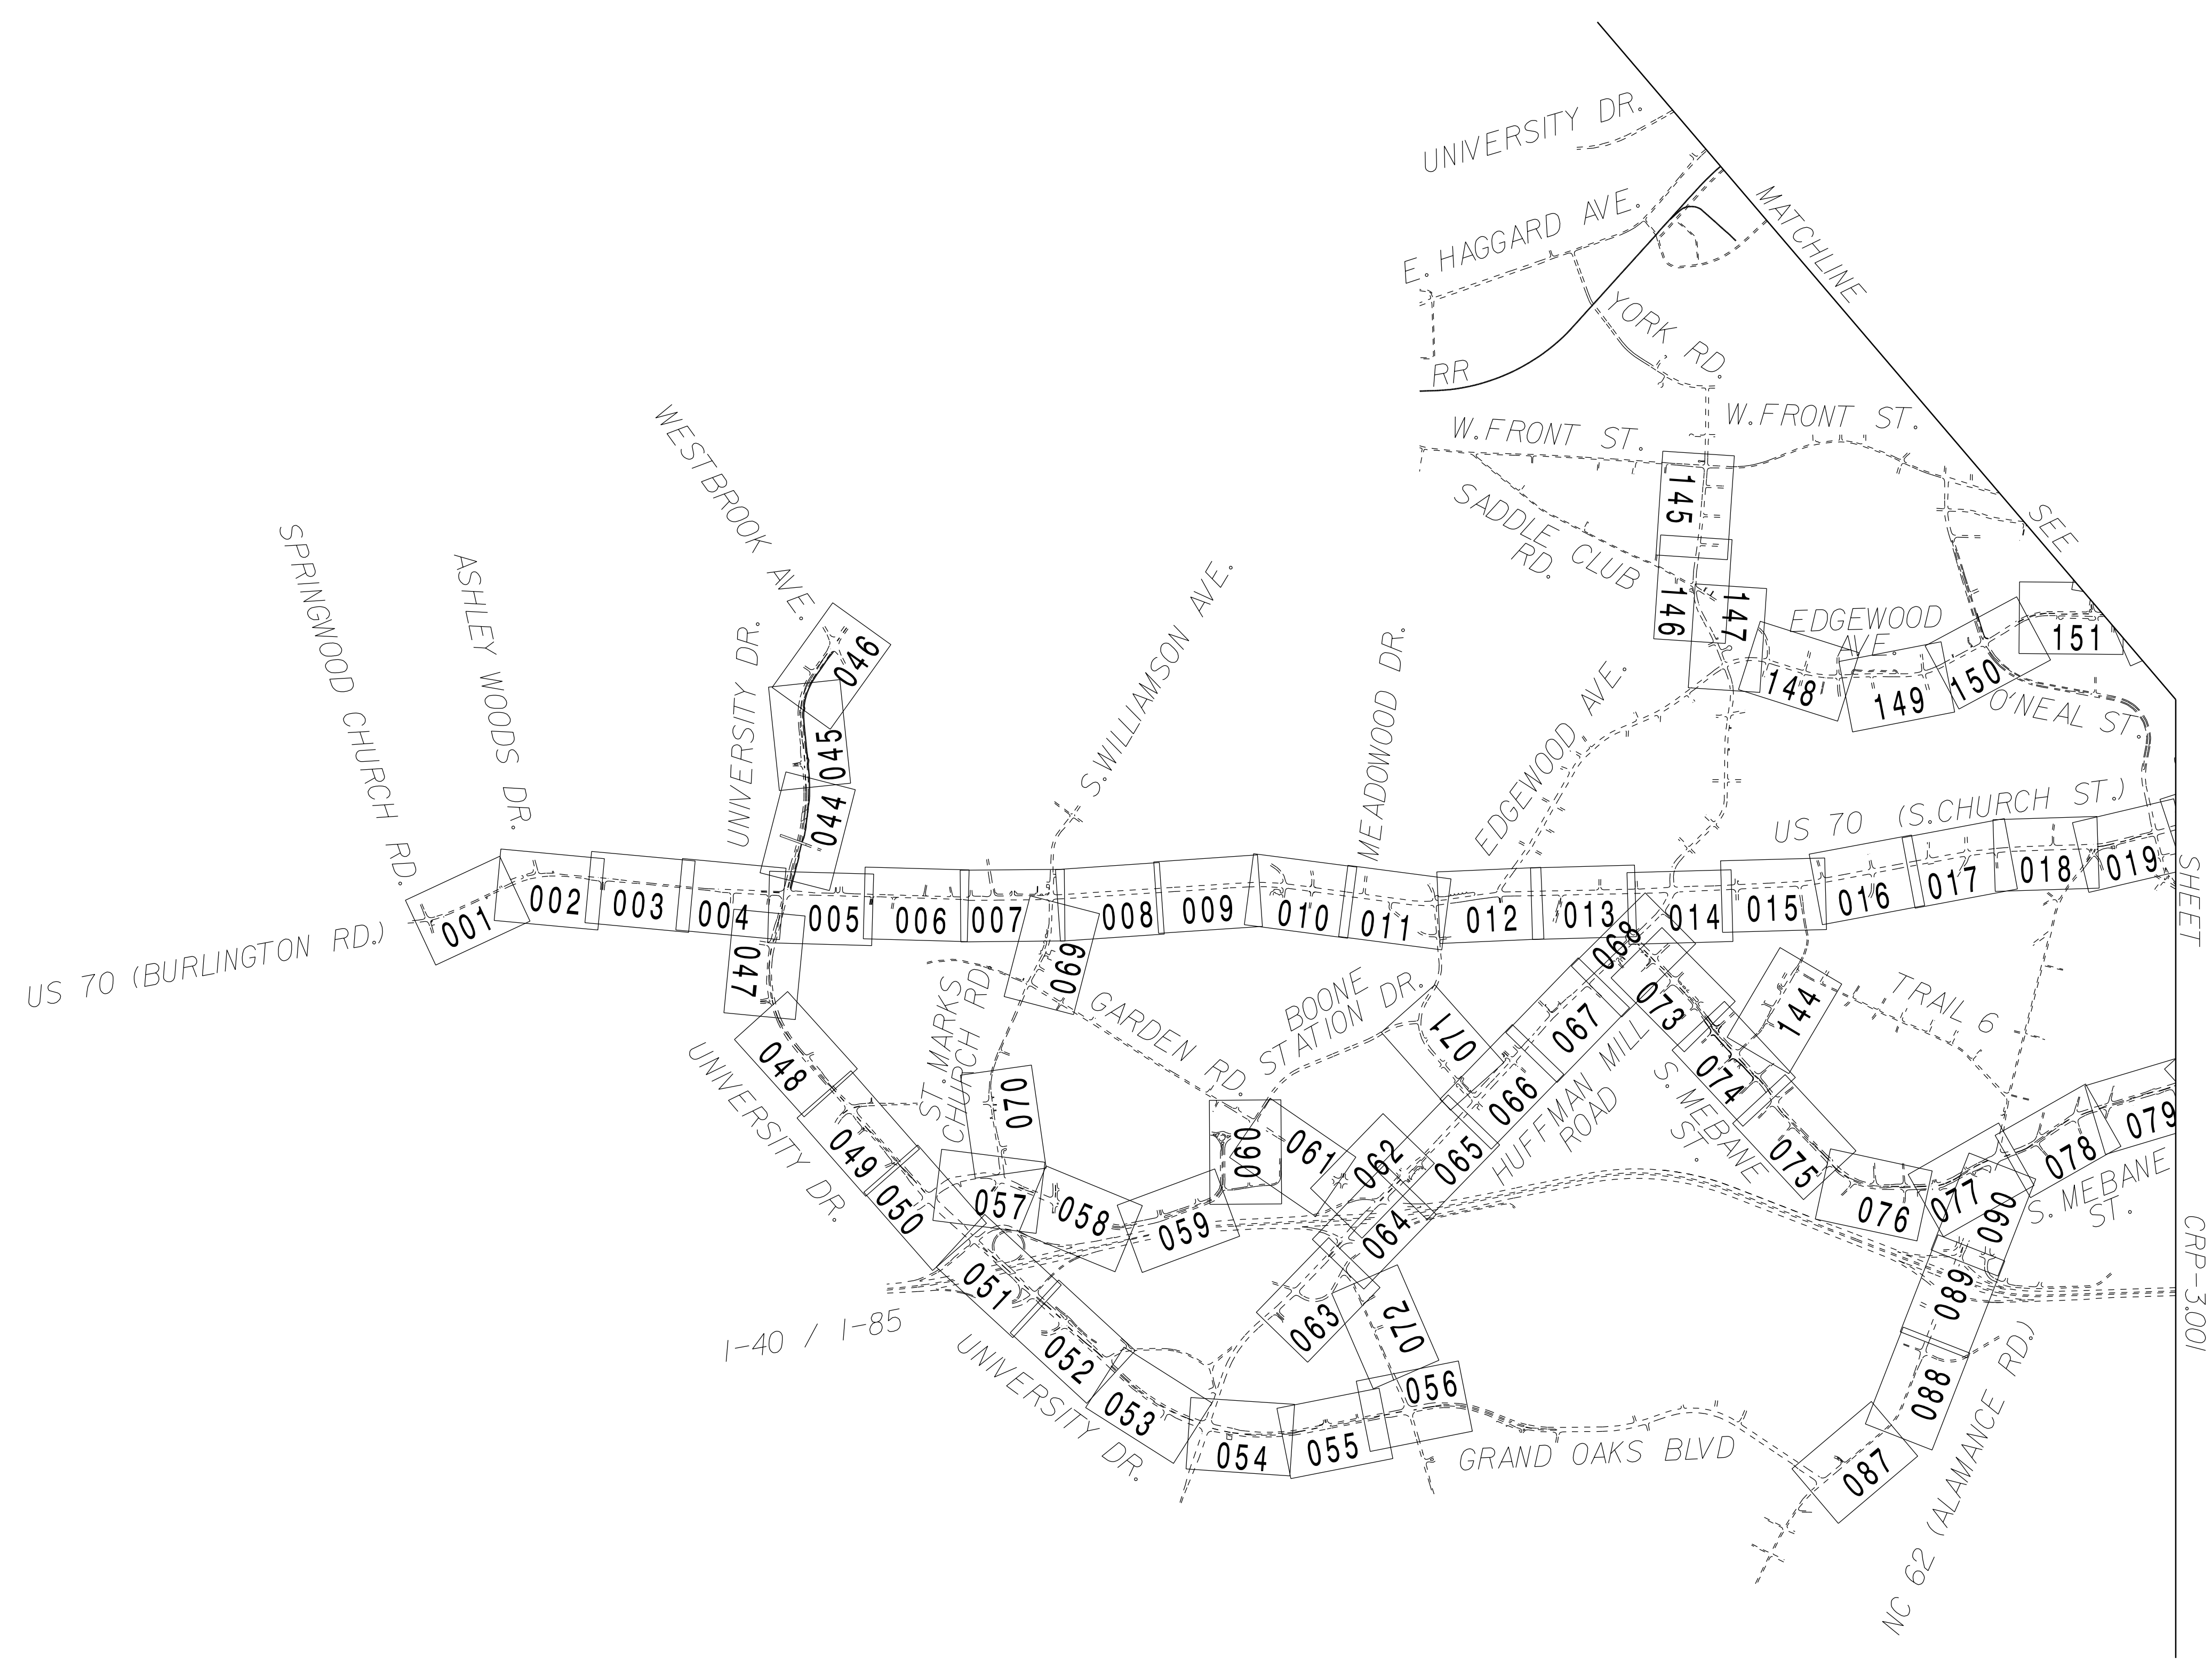 UNIVERSITY DR.
E. HAGGARD AVE.
MATCHLINE
YORK RD.
RR
W.FRONT ST.
W.FRONT ST.
SADDLE CLUB
RD.
145
146
147
SEE
EDGEWOOD
AVE.
148
149
150
151
O'NEAL ST.
WESTBROOK AVE.
SPRINGWOOD CHURCH RD.
ASHLEY WOODS DR.
UNIVERSITY DR.
046
045
044
S.WILLIAMSON AVE.
MEADOWOOD DR.
EDGEWOOD AVE.
US 70 (S.CHURCH ST.)
US 70 (BURLINGTON RD.)
001
002
003
004
005
006
007
008
009
010
011
012
013
014
015
016
017
018
019
SHEET
047
069
068
ST. MARKS
CHURCH RD.
GARDEN RD.
BOONE
STATION DR.
071
067
073
144
TRAIL 6
048
049
050
UNIVERSITY DR.
070
057
058
059
060
061
062
065
066
HUFFMAN MILL
ROAD
S. MEBANE
ST.
074
075
076
077
078
079
090
S. MEBANE
ST.
051
052
053
054
055
056
063
064
072
089
088
087
I-40 / I-85
UNIVERSITY DR.
GRAND OAKS BLVD
NC 62 (ALAMANCE RD.)
CRP-3.001